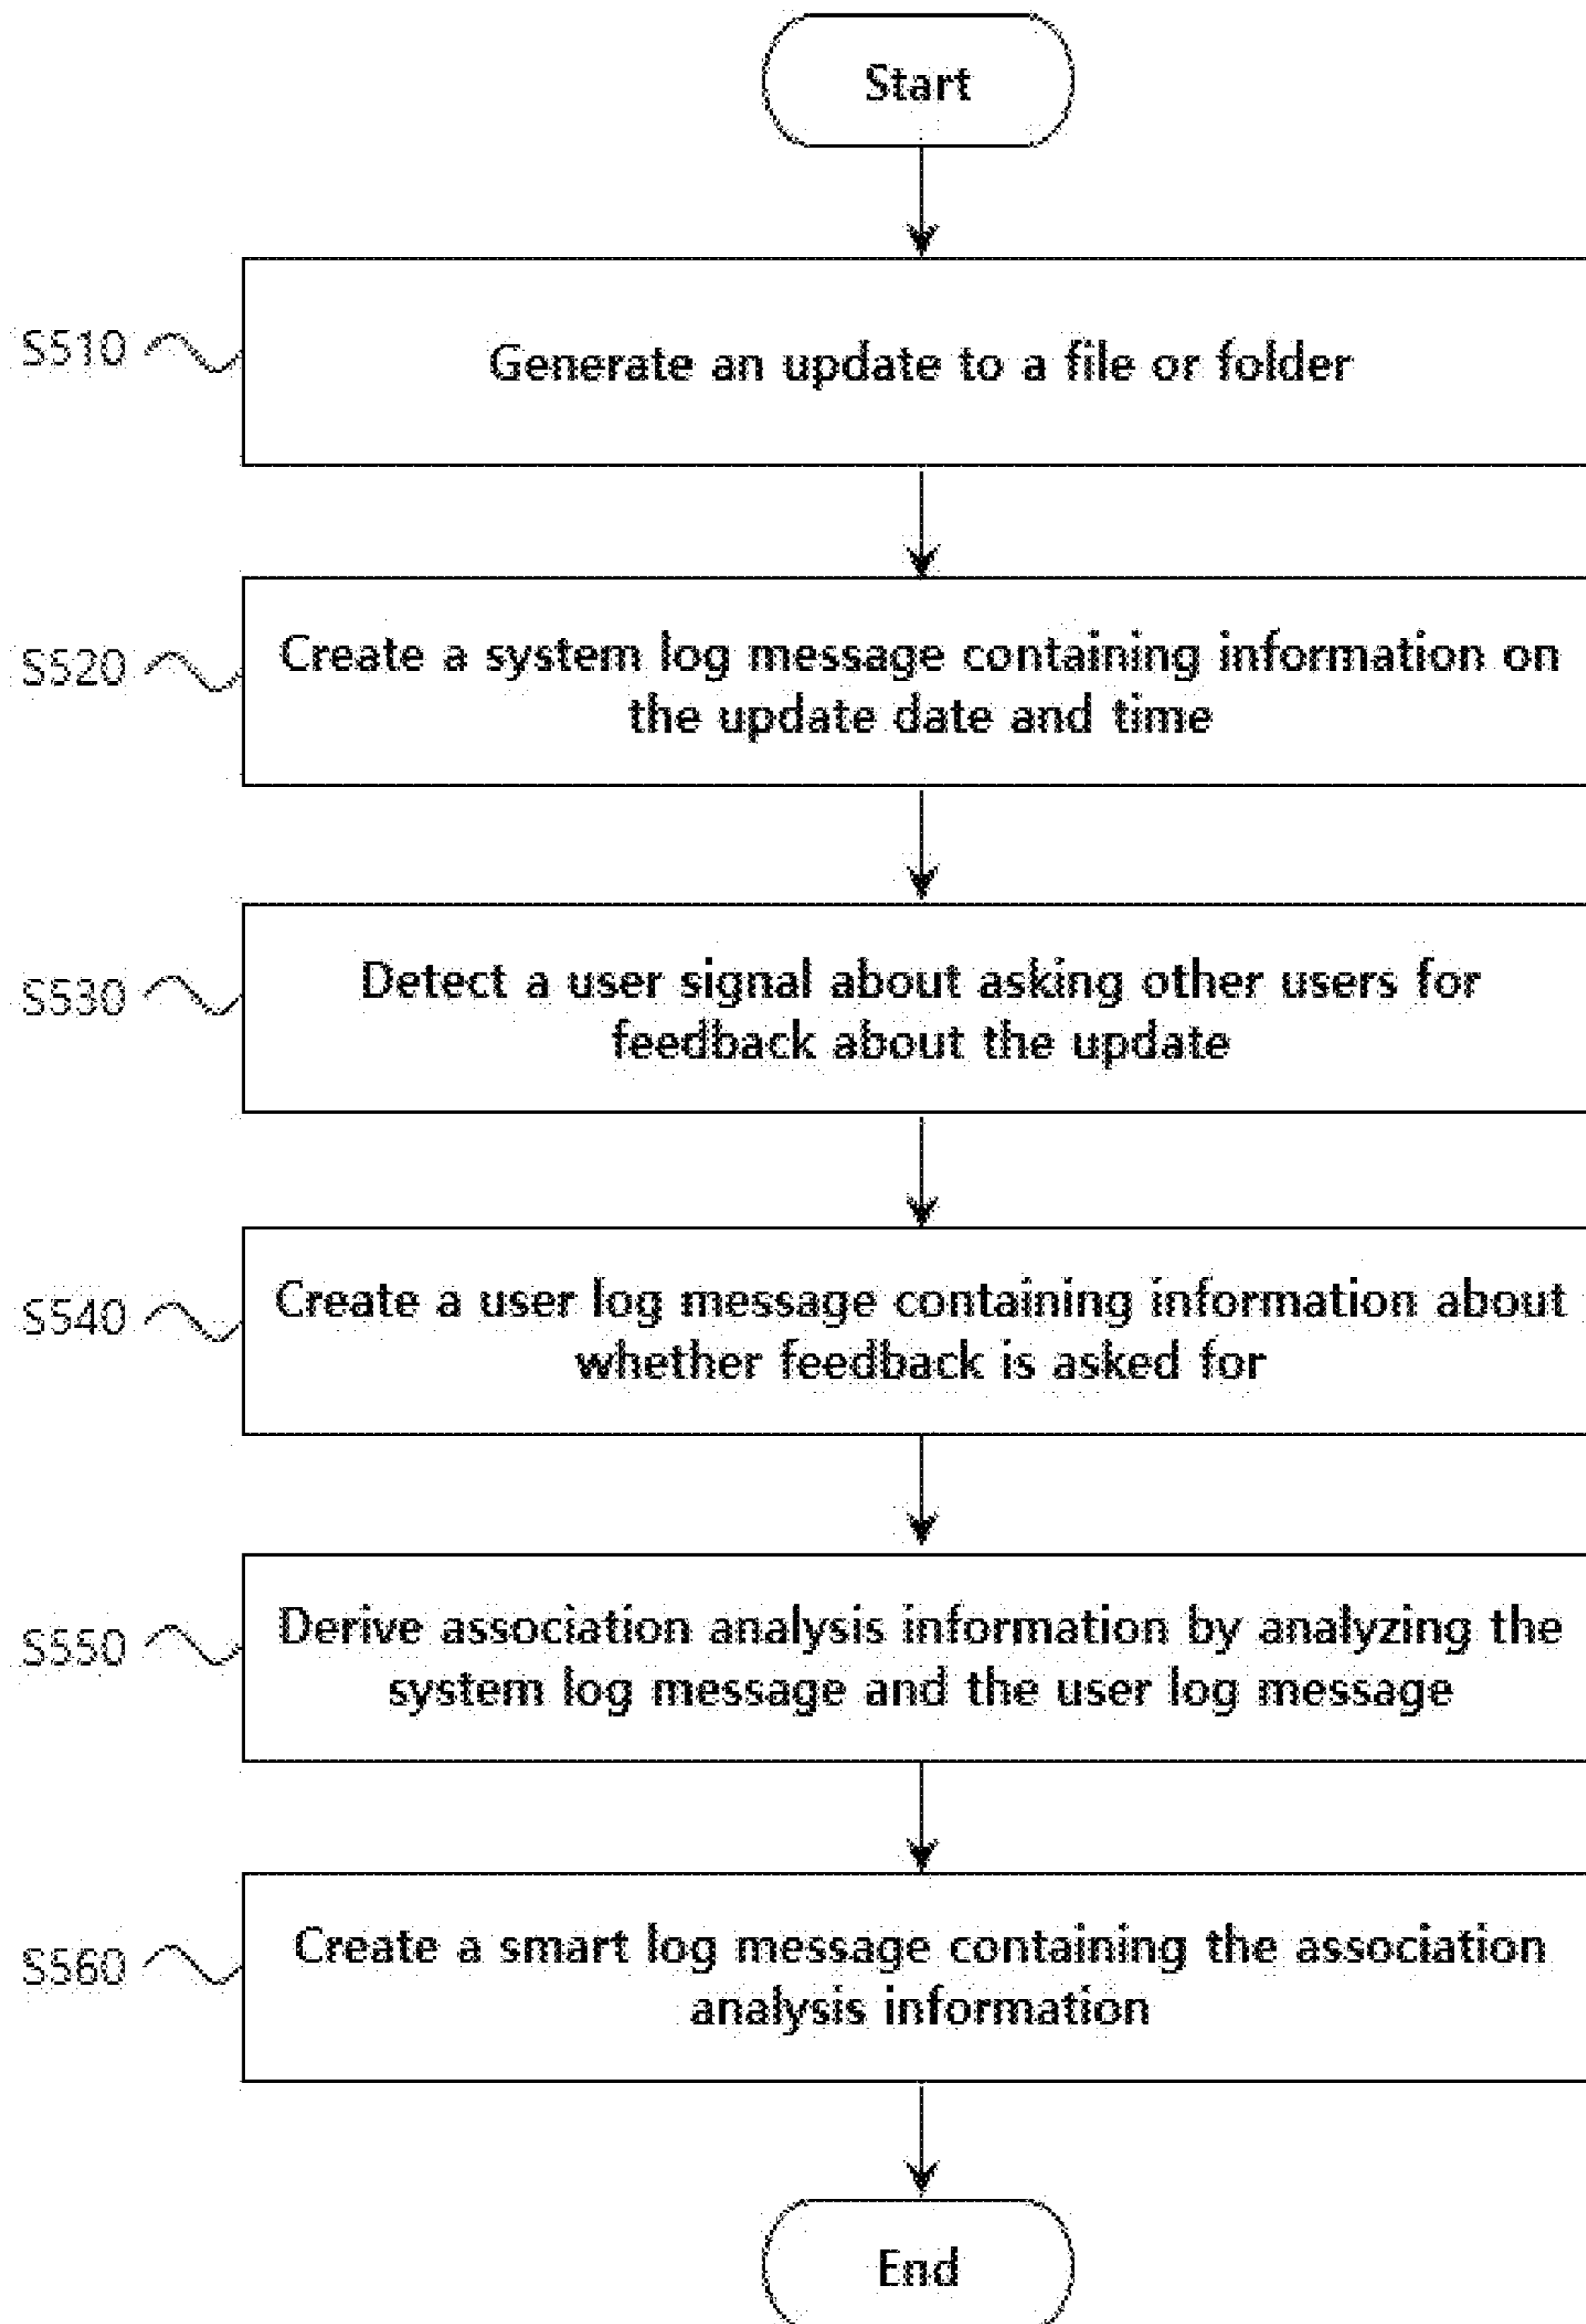 Start
S510
Generate an update to a file or folder
S520
Create a system log message containing information on
the update date and time
S530
Detect a user signal about asking other users for
feedback about the update
S540
Create a user log message containing information about
whether feedback is asked for
S550
Derive association analysis information by analyzing the
system log message and the user log message
S560
Create a smart log message containing the association
analysis information
End